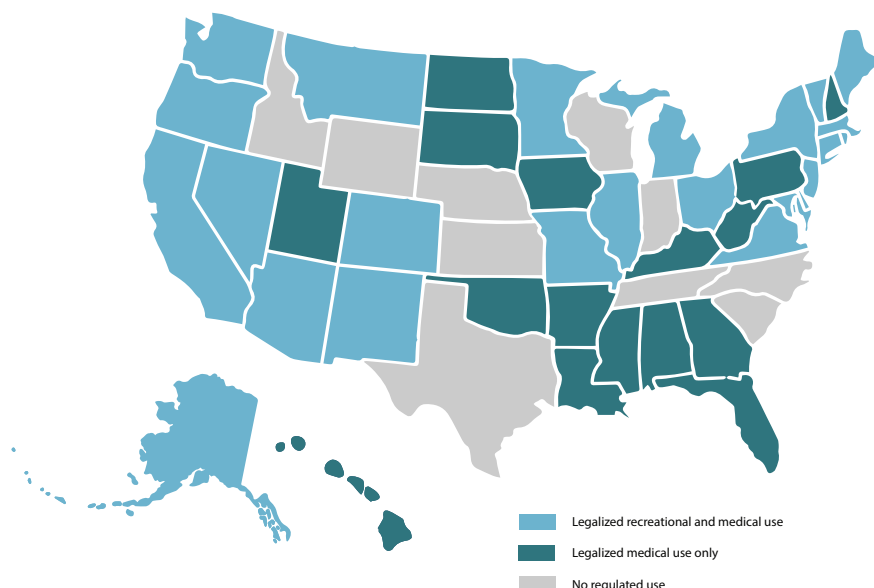 Legalized recreational and medical use
Legalized medical use only
No regulated use